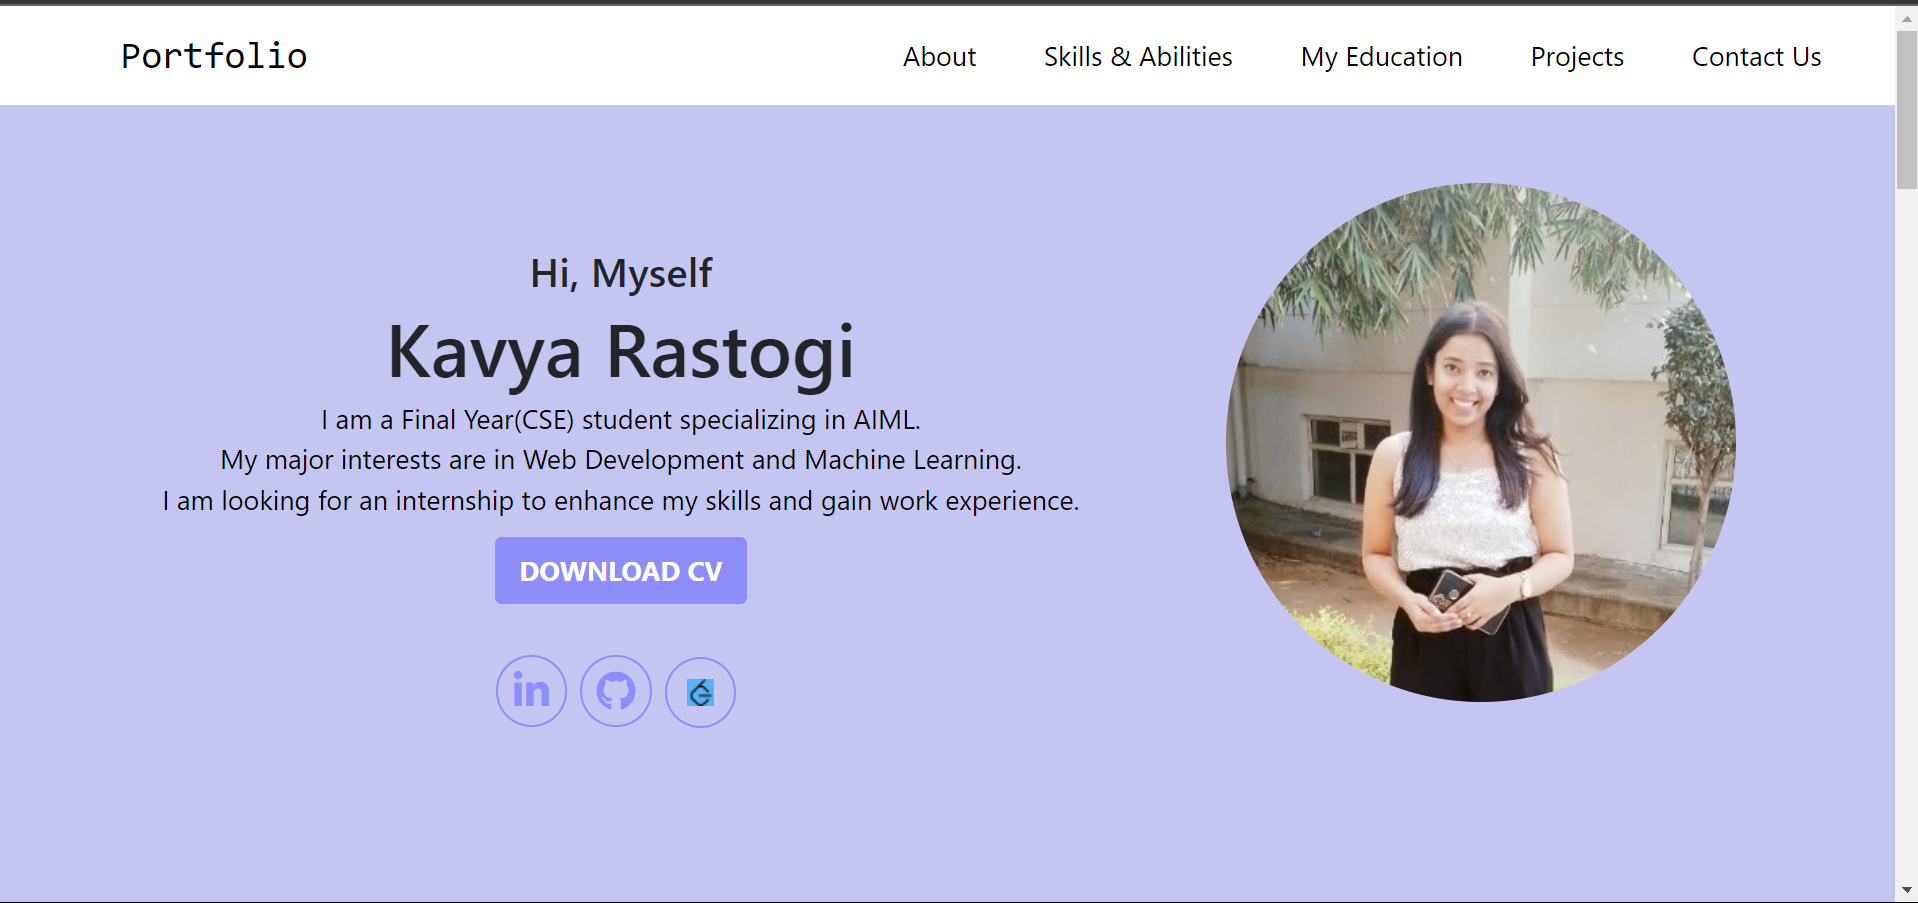 Portfolio
About
Skills & Abilities
My Education
Projects
Contact Us
Hi, Myself
Kavya Rastogi
I am a Final Year(CSE) student specializing in AIML.
My major interests are in Web Development and Machine Learning.
I am looking for an internship to enhance my skills and gain work experience.
DOWNLOAD CV
in